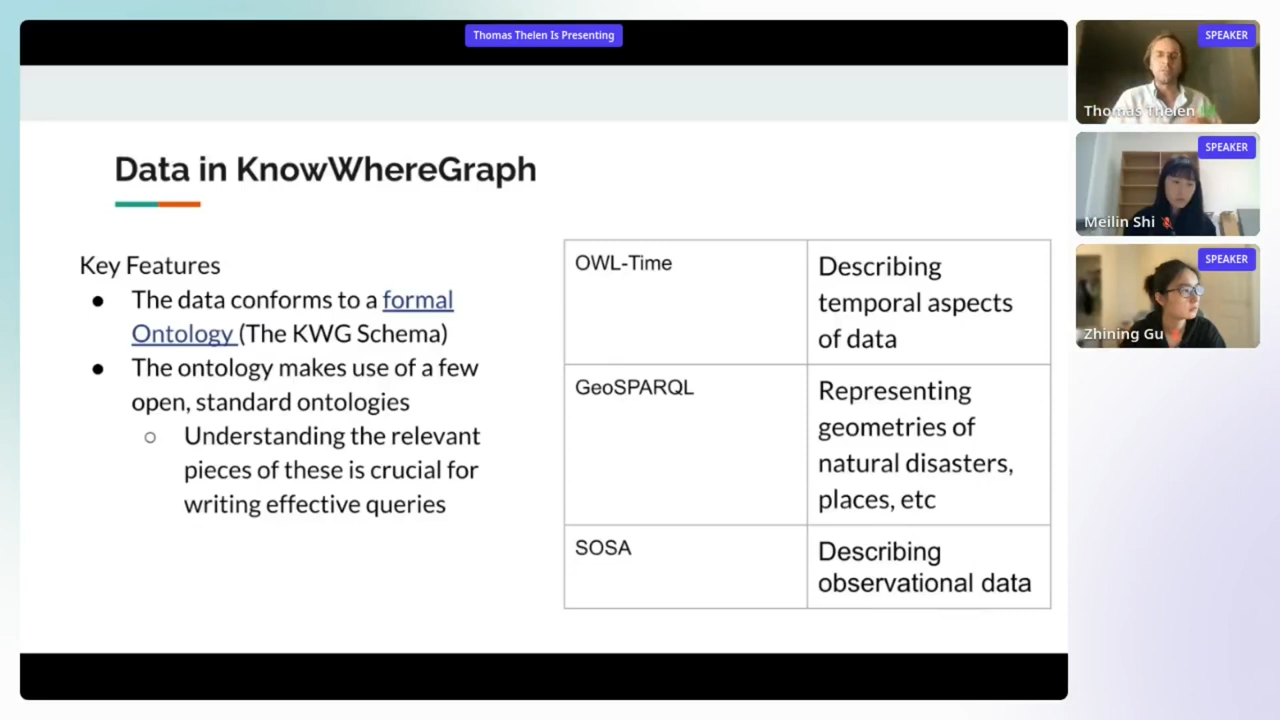 Thomas Thelen Is Presenting
Data in KnowWhereGraph
Key Features
● The data conforms to a formal
Ontology (The KWG Schema)
● The ontology makes use of a few
open, standard ontologies
○ Understanding the relevant
pieces of these is crucial for
writing effective queries
OWL-Time
Describing
temporal aspects
of data
GeoSPARQL
Representing
geometries of
natural disasters,
places, etc
SOSA
Describing
observational data
SPEAKER
Thomas Thelen
SPEAKER
Meilin Shi
SPEAKER
Zhining Gu